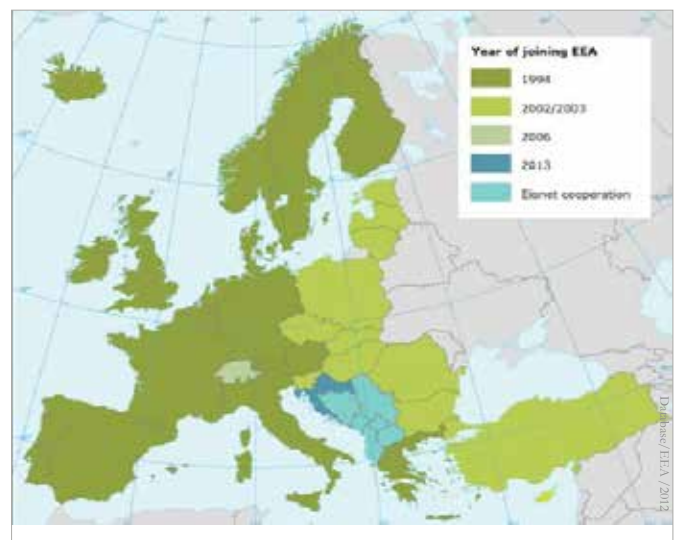 Year of joining EEA
1994
2002/2003
2006
2013
Eionet cooperation
Database/EEA / 2012